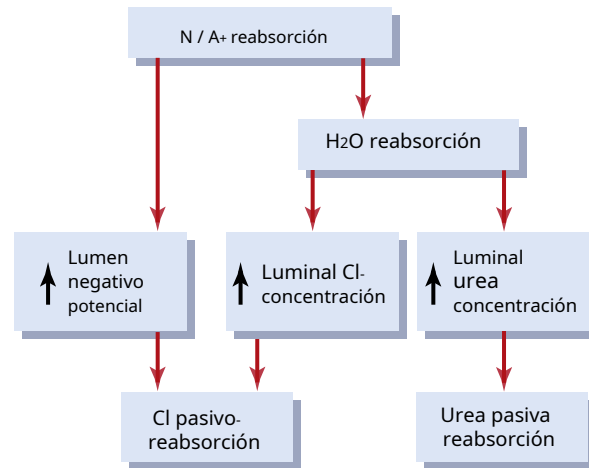 N / A+ reabsorción
H2O reabsorción
Lumen
negativo
potencial
Luminal Cl-
concentración
Luminal
urea
concentración
Cl pasivo-
reabsorción
Urea pasiva
reabsorción